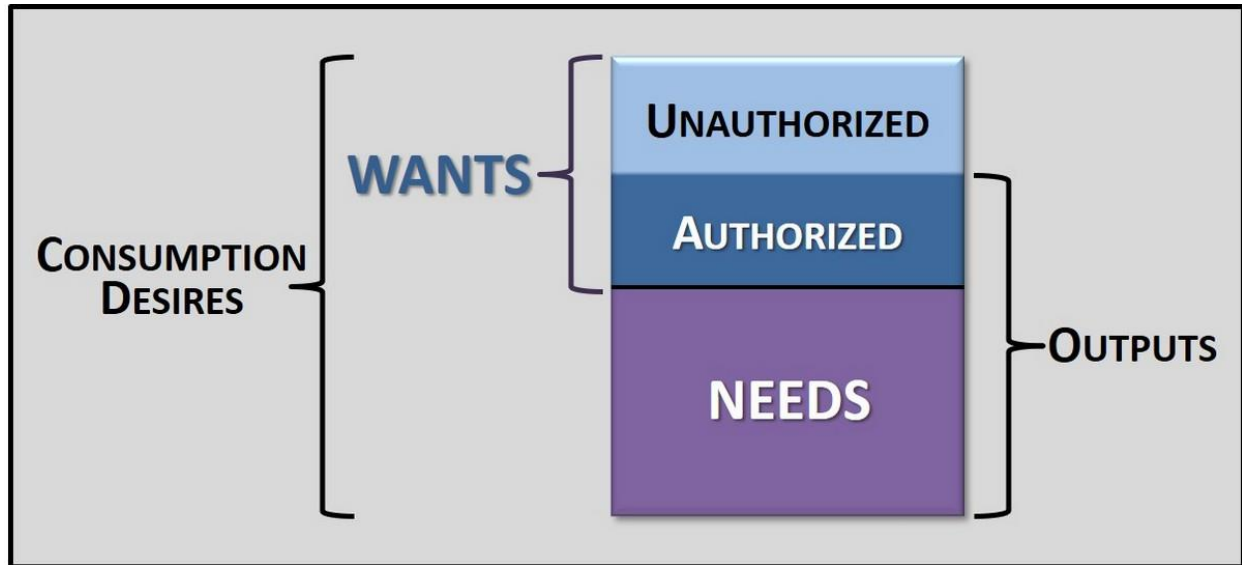 UNAUTHORIZED
WANTS
AUTHORIZED
CONSUMPTION
DESIRES
OUTPUTS
NEEDS